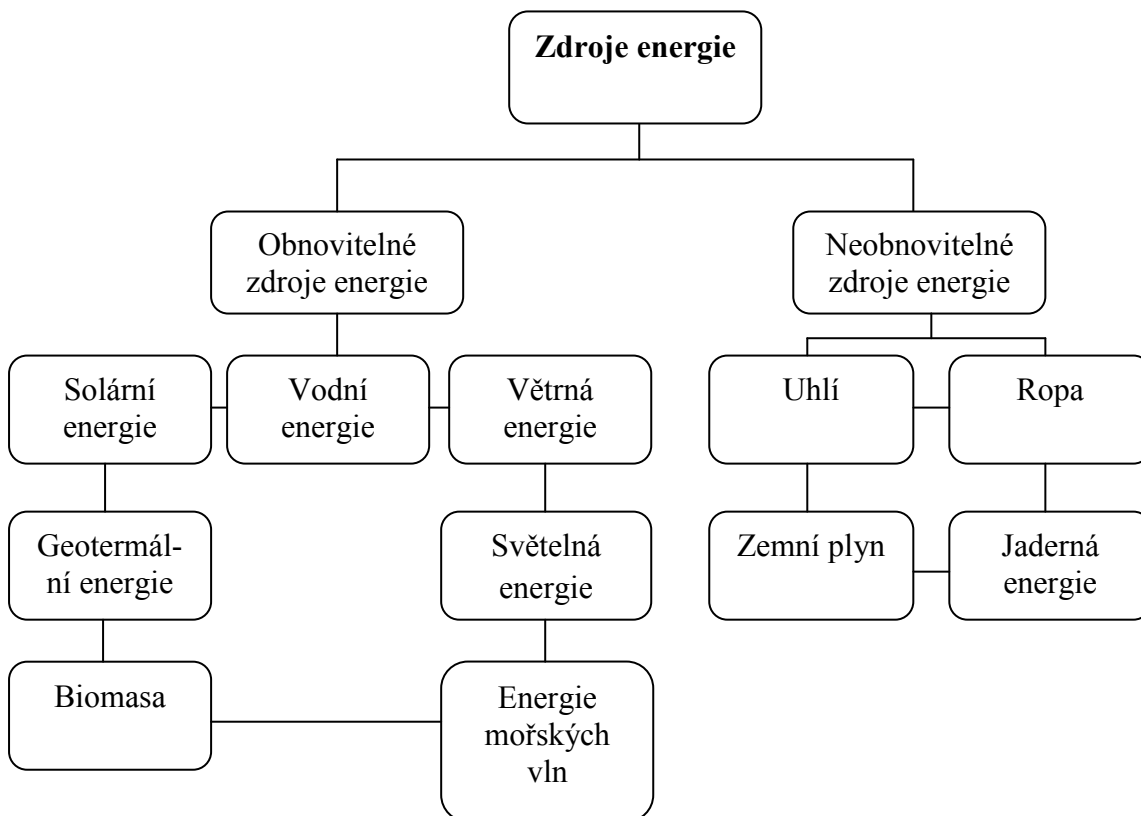 Zdroje energie
Obnovitelné
zdroje energie
Neobnovitelné
zdroje energie
Solární
energie
Vodní
energie
Větrná
energie
Uhlí
Ropa
Geotermál-
ní energie
Světelná
energie
Zemní plyn
Jaderná
energie
Biomasa
Energie
mořských
vln